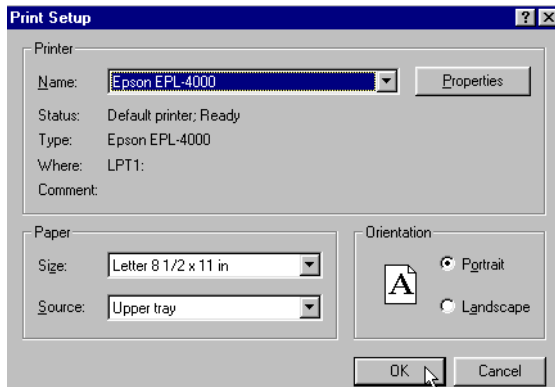 Print Setup
Printer
Name: Epson EPL-4000 Properties
Status: Default printer; Ready
Type: Epson EPL-4000
Where: LPT1:
Comment:
Paper
Size: Letter 8 1/2 x 11 in
Source: Upper tray
Orientation
A
Portrait
Landscape
OK Cancel